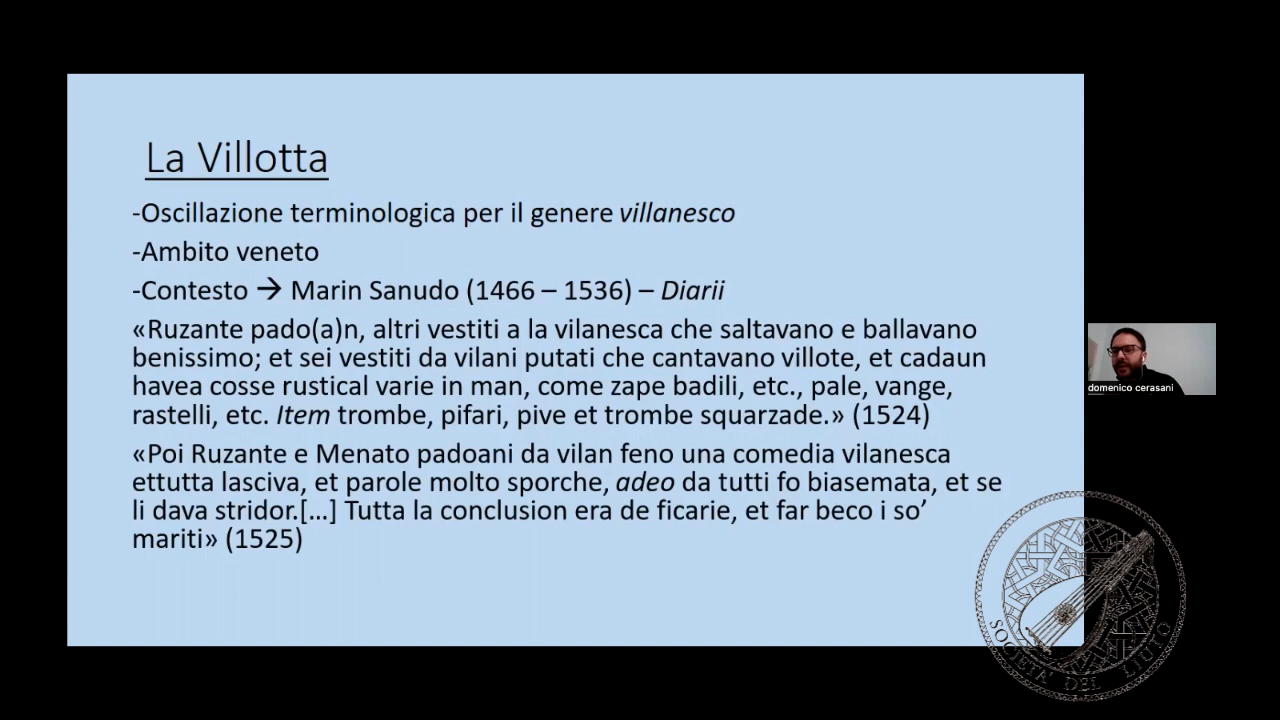 La Villotta
-Oscillazione terminologica per il genere villanesco
-Ambito veneto
-Contesto → Marin Sanudo (1466 – 1536) – Diarii
«Ruzante pado(a)n, altri vestiti a la vilanesca che saltavano e ballavano
benissimo; et sei vestiti da vilani putati che cantavano villote, et cadaun
havea cosse rustical varie in man, come zape badili, etc., pale, vange,
rastelli, etc. Item trombe, pifari, pive et trombe squarzade.» (1524)
«Poi Ruzante e Menato padoani da vilan feno una comedia vilanesca
ettutta lasciva, et parole molto sporche, adeo da tutti fo biasemata, et se
li dava stridor.[…] Tutta la conclusion era de ficarie, et far beco i so’
mariti» (1525)
domenico cerasani
SOCIETA' DEL LIUTO